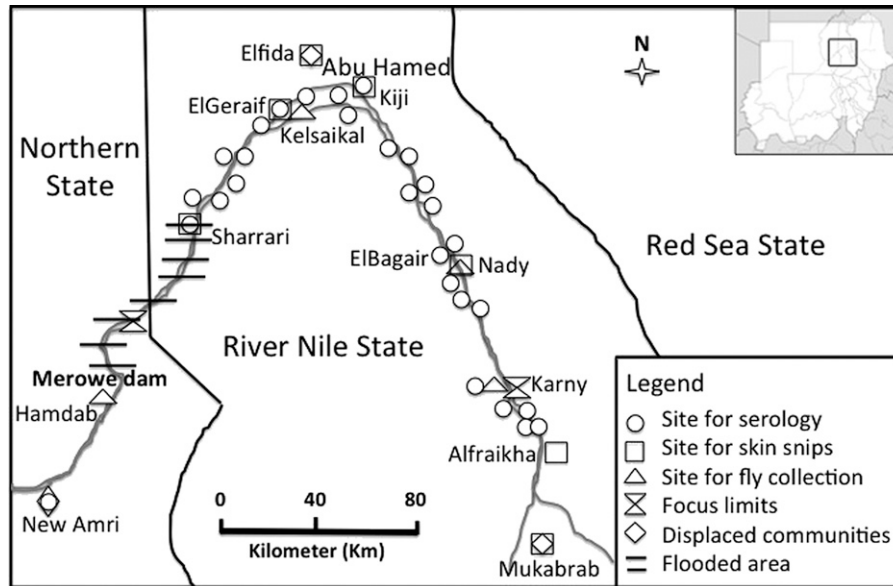 Elfida
N
Abu Hamed
Kiji
ElGeraif
Kelsaikal
Northern
State
Sharrari
ElBagair
Nady
Red Sea State
River Nile State
Merowe dam
Hamdab
Karny
Alfraikha
New Amri
Mukabrab
0 40 80
Kilometer (Km)
Legend
Site for serology
Site for skin snips
Site for fly collection
Focus limits
Displaced communities
Flooded area